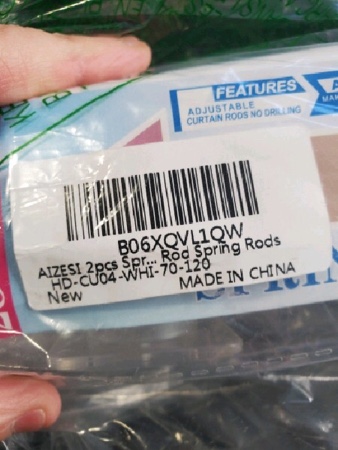 FEATURES
ADJUSTABLE
CURTAIN RODS NO DRILLING
B06XQVL1QW
AIZESI 2pcs Spr... Rod Spring Rods
HD-CU04-WHI-70-120
New MADE IN CHINA